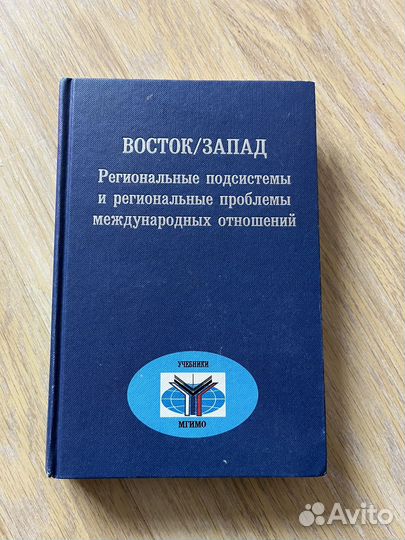 ВОСТОК/ЗАПАД
Региональные подсистемы
и региональные проблемы
международных отношений
УЧЕБНИКИ
МГИМО
Avito